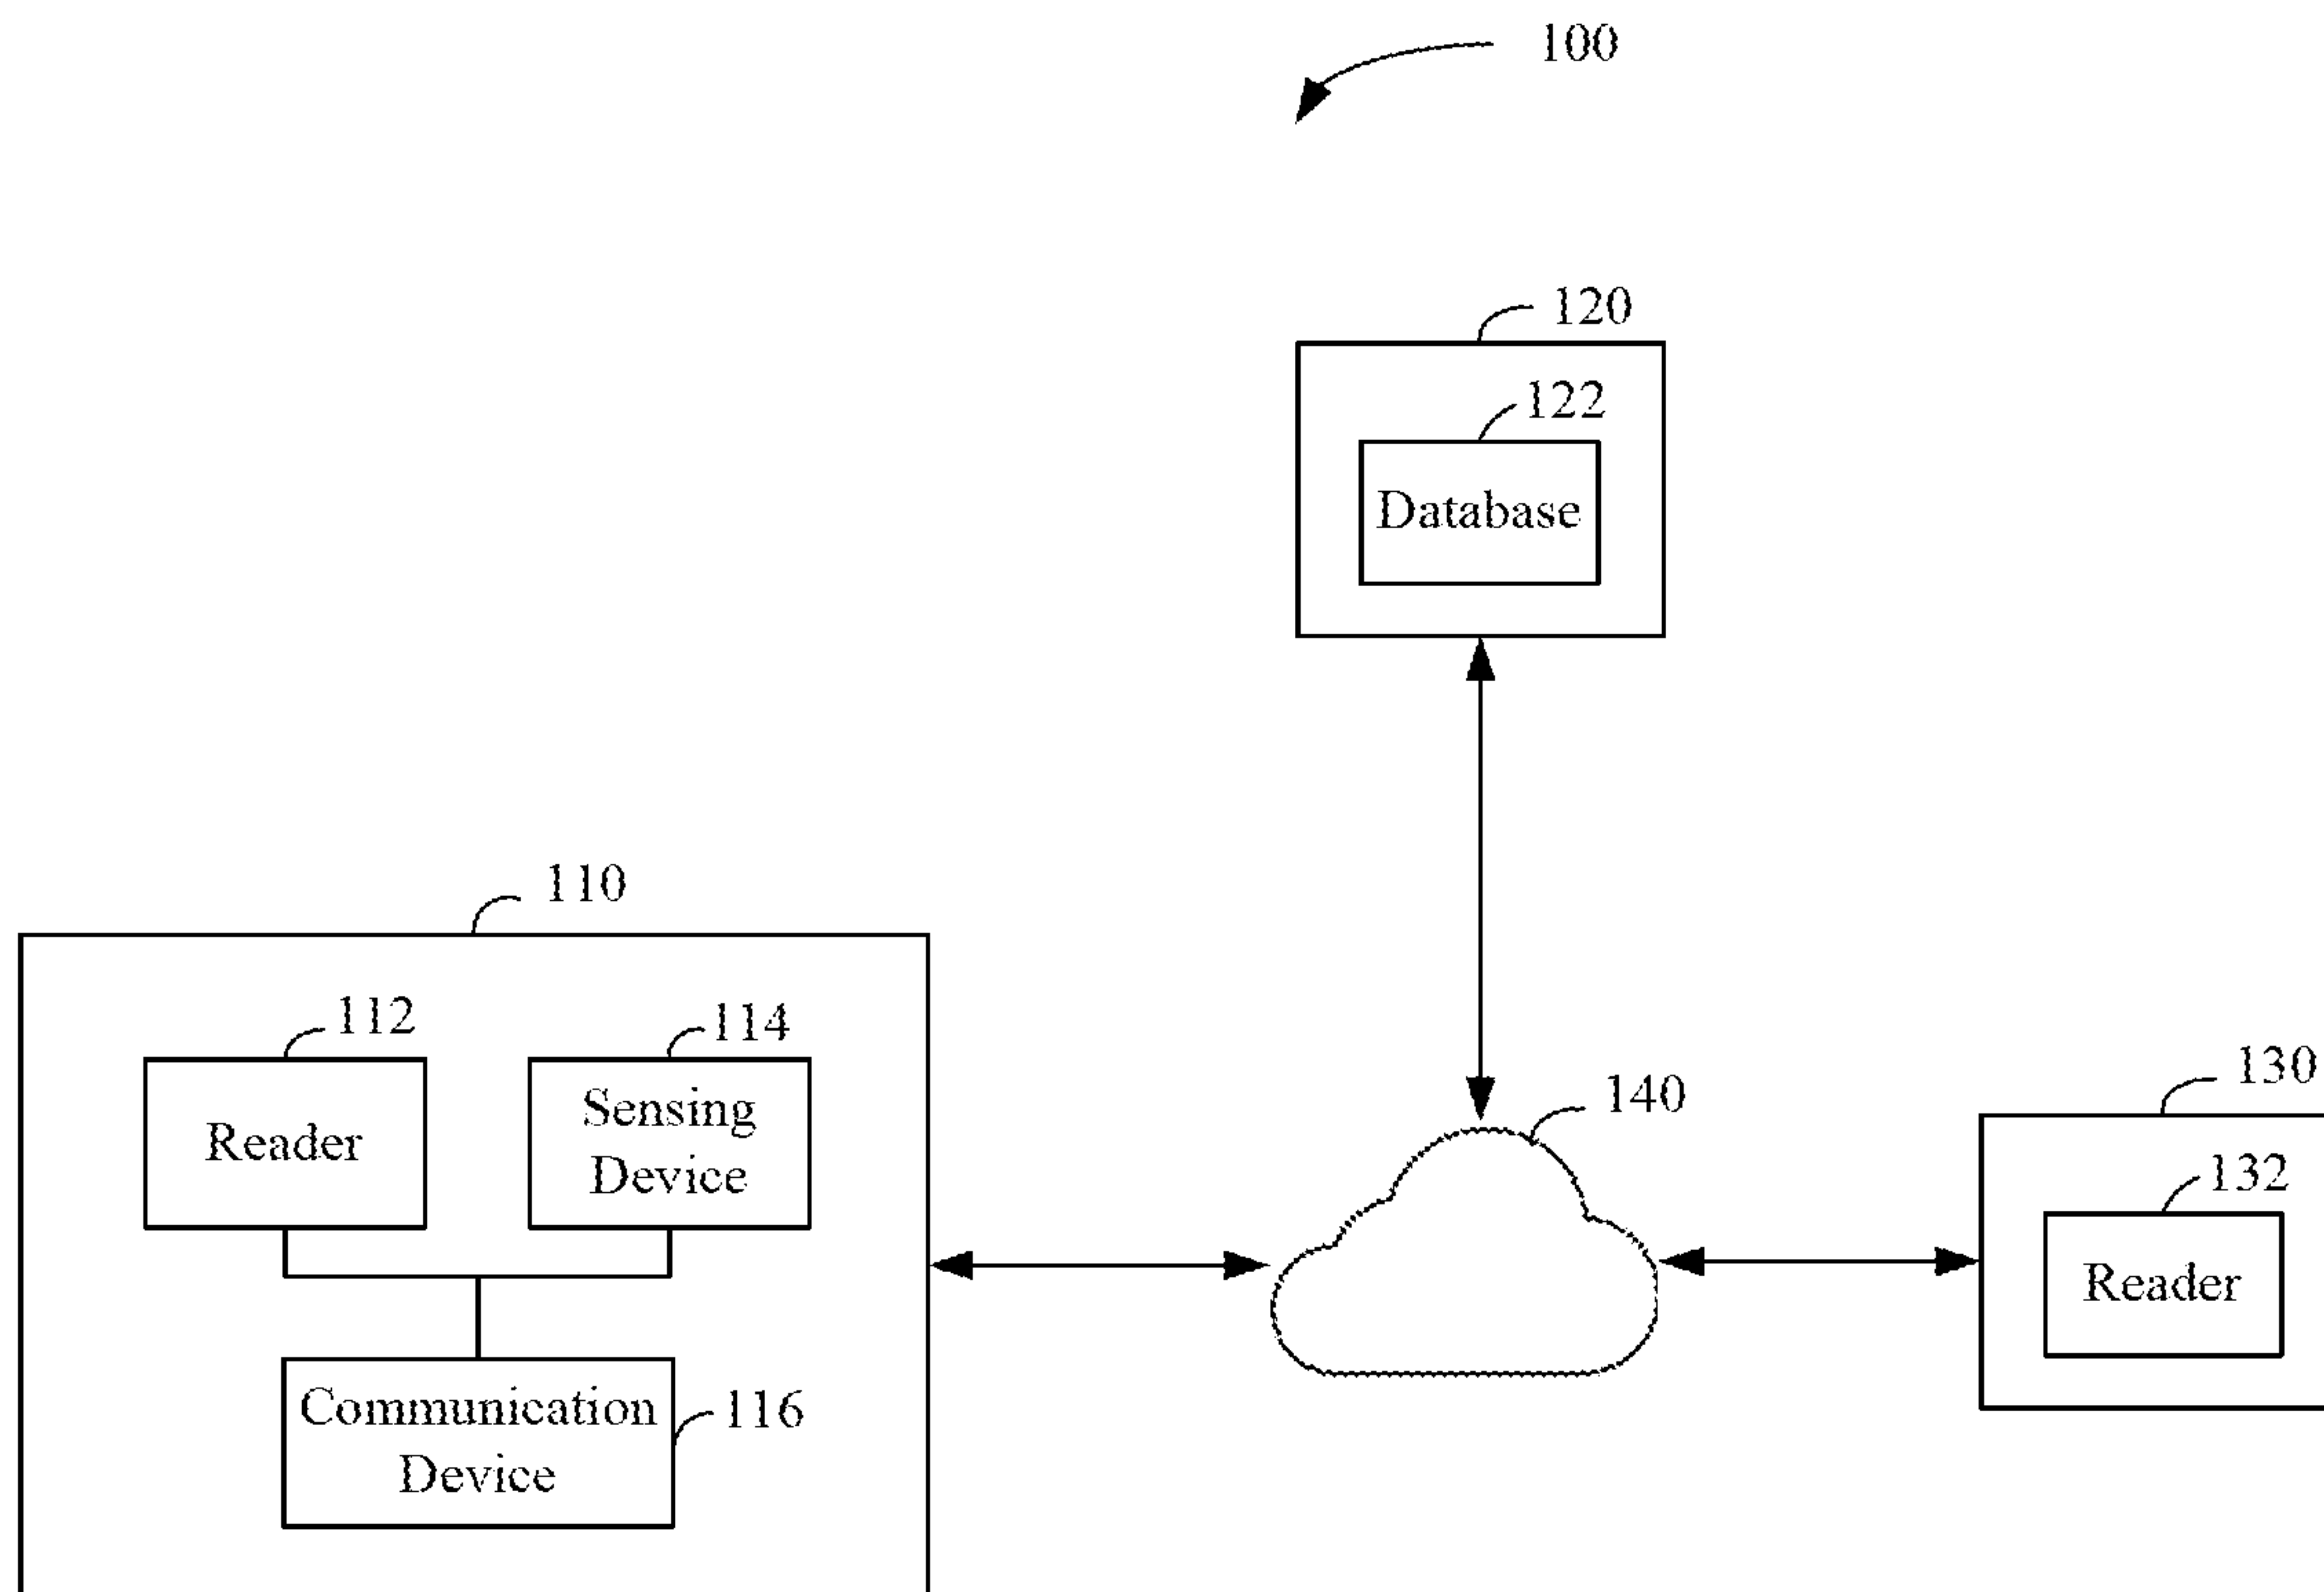 100
120
122
Database
110
112
114
Reader
Sensing
Device
Communication
Device
116
140
130
132
Reader